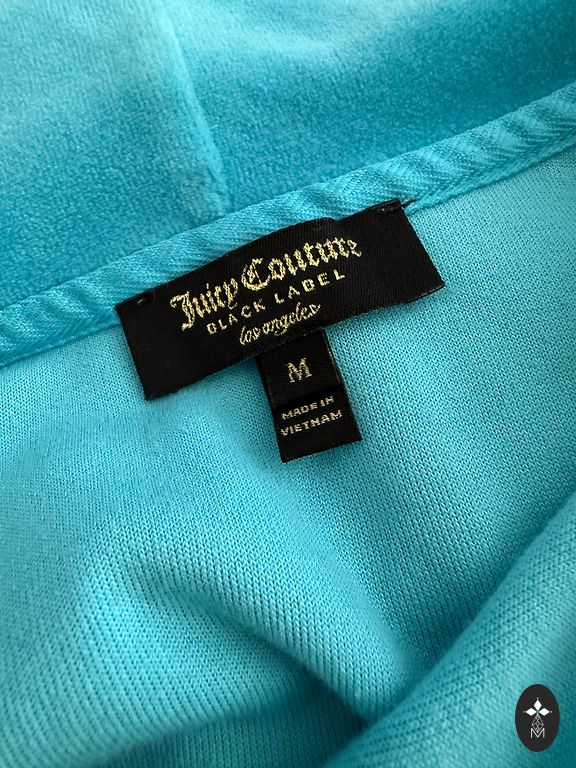 Juicy Couture
BLACK LABEL
los angeles
M
MADE IN
VIETNAM
M